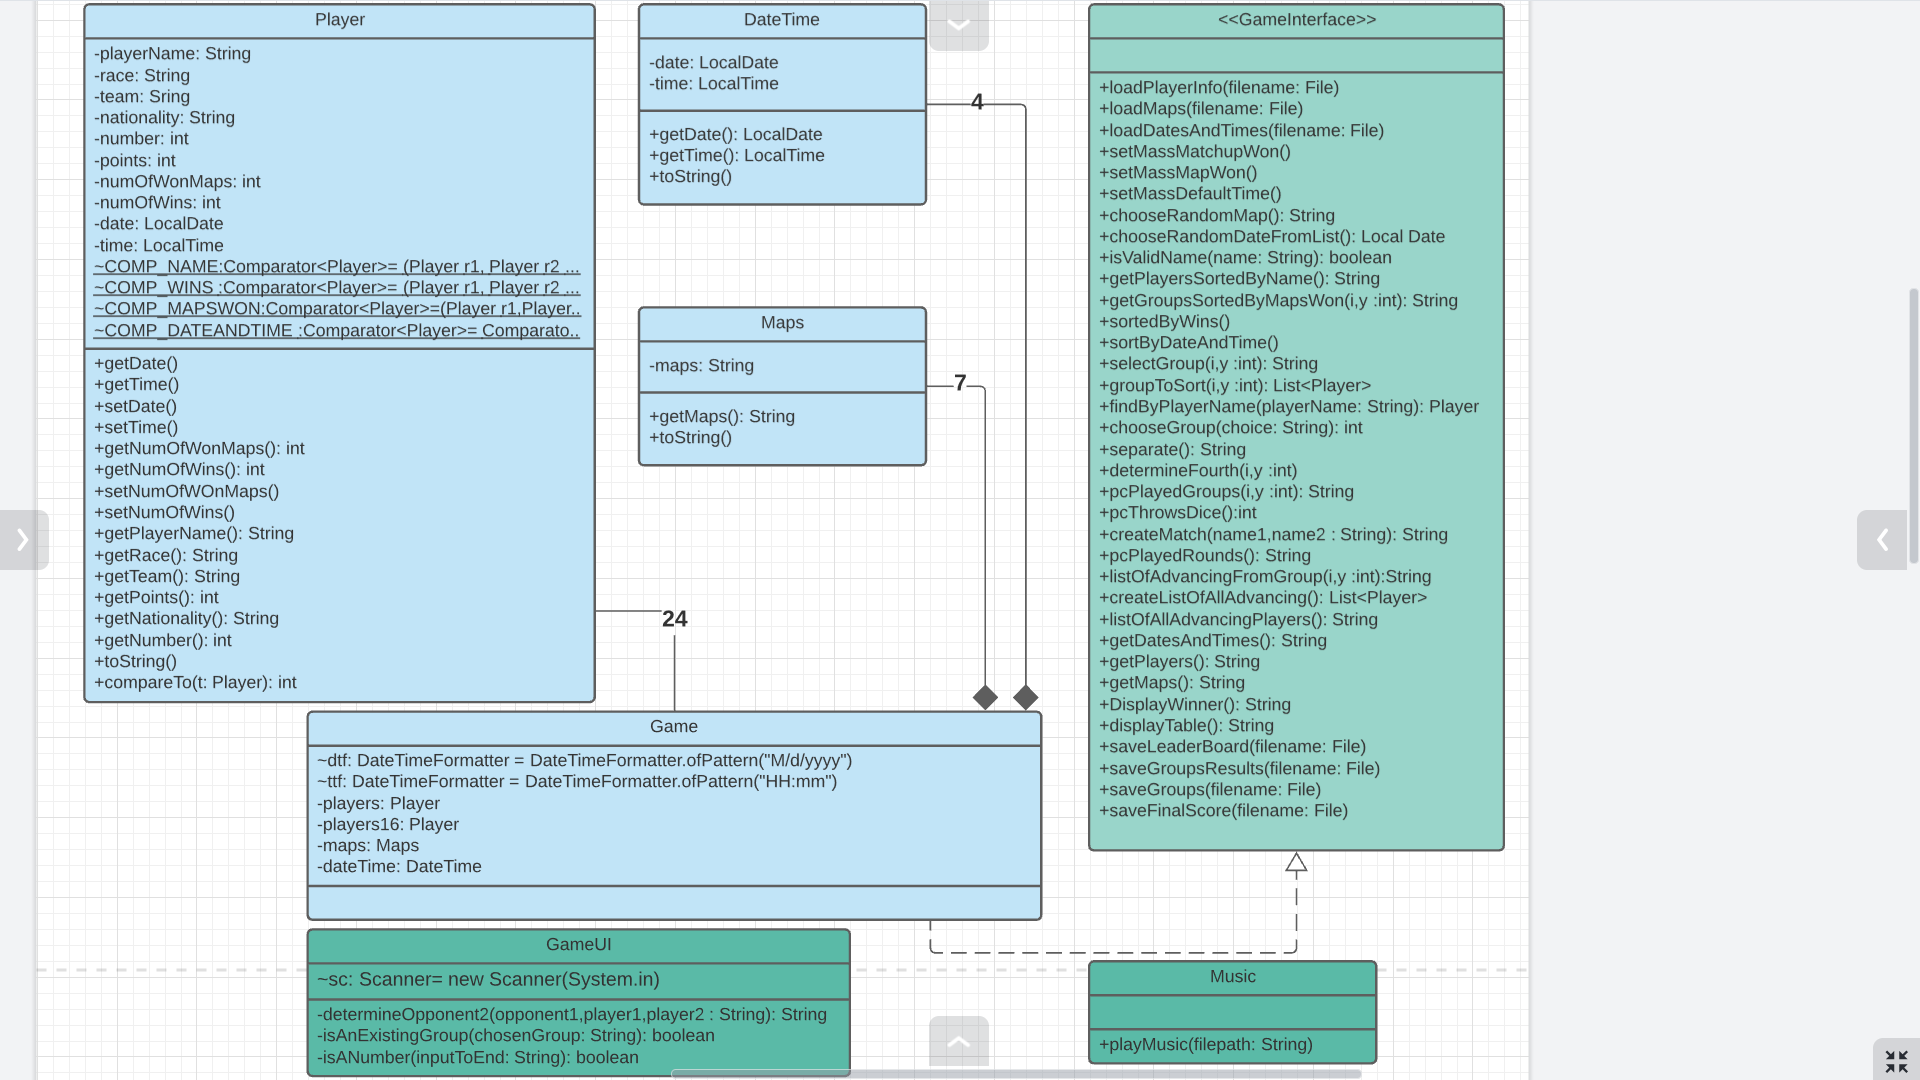 Player
-playerName: String
-race: String
-team: Sring
-nationality: String
-number: int
-points: int
-numOfWonMaps: int
-numOfWins: int
-date: LocalDate
-time: LocalTime
~COMP_NAME:Comparator<Player>= (Player r1, Player r2 ...
~COMP_WINS :Comparator<Player>= (Player r1, Player r2 ...
~COMP_MAPSWON:Comparator<Player>=(Player r1,Player..
~COMP_DATEANDTIME :Comparator<Player>= Comparato..
+getDate()
+getTime()
+setDate()
+setTime()
+getNumOfWonMaps(): int
+getNumOfWins(): int
+setNumOfWOnMaps()
+setNumOfWins()
+getPlayerName(): String
+getRace(): String
+getTeam(): String
+getPoints(): int
+getNationality(): String
+getNumber(): int
+toString()
+compareTo(t: Player): int
DateTime
-date: LocalDate
-time: LocalTime
+getDate(): LocalDate
+getTime(): LocalTime
+toString()
4
Maps
-maps: String
+getMaps(): String
+toString()
7
24
<<GameInterface>>
+loadPlayerInfo(filename: File)
+loadMaps(filename: File)
+loadDatesAndTimes(filename: File)
+setMassMatchupWon()
+setMassMapWon()
+setMassDefaultTime()
+chooseRandomMap(): String
+chooseRandomDateFromList(): Local Date
+isValidName(name: String): boolean
+getPlayersSortedByName(): String
+getGroupsSortedByMapsWon(i,y :int): String
+sortedByWins()
+sortByDateAndTime()
+selectGroup(i,y :int): String
+groupToSort(i,y :int): List<Player>
+findByPlayerName(playerName: String): Player
+chooseGroup(choice: String): int
+separate(): String
+determineFourth(i,y :int)
+pcPlayedGroups(i,y :int): String
+pcThrowsDice():int
+createMatch(name1,name2 : String): String
+pcPlayedRounds(): String
+listOfAdvancingFromGroup(i,y :int):String
+createListOfAllAdvancing(): List<Player>
+listOfAllAdvancingPlayers(): String
+getDatesAndTimes(): String
+getPlayers(): String
+getMaps(): String
+DisplayWinner(): String
+displayTable(): String
+saveLeaderBoard(filename: File)
+saveGroupsResults(filename: File)
+saveGroups(filename: File)
+saveFinalScore(filename: File)
Game
~dtf: DateTimeFormatter = DateTimeFormatter.ofPattern("M/d/yyyy")
~ttf: DateTimeFormatter = DateTimeFormatter.ofPattern("HH:mm")
-players: Player
-players16: Player
-maps: Maps
-dateTime: DateTime
GameUI
~sc: Scanner= new Scanner(System.in)
-determineOpponent2(opponent1,player1,player2 : String): String
-isAnExistingGroup(chosenGroup: String): boolean
-isANumber(inputToEnd: String): boolean
Music
+playMusic(filepath: String)